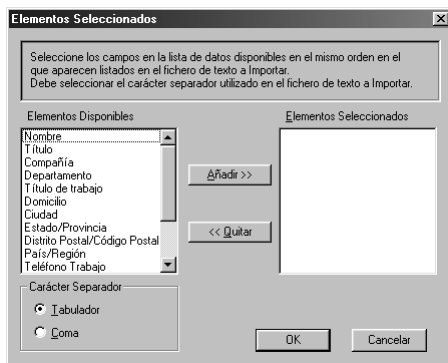 Elementos Seleccionados
Seleccione los campos en la lista de datos disponibles en el mismo orden en el
que aparecen listados en el fichero de texto a Importar.
Debe seleccionar el carácter separador utilizado en el fichero de texto a Importar.
Elementos Disponibles
Elementos Seleccionados
Nombre
Título
Compañía
Departamento
Título de trabajo
Domicilio
Ciudad
Estado/Provincia
Distrito Postal/Código Postal
País/Región
Teléfono Trabajo
Añadir >>
<< Quitar
Carácter Separador
Tabulador
Coma
OK
Cancelar